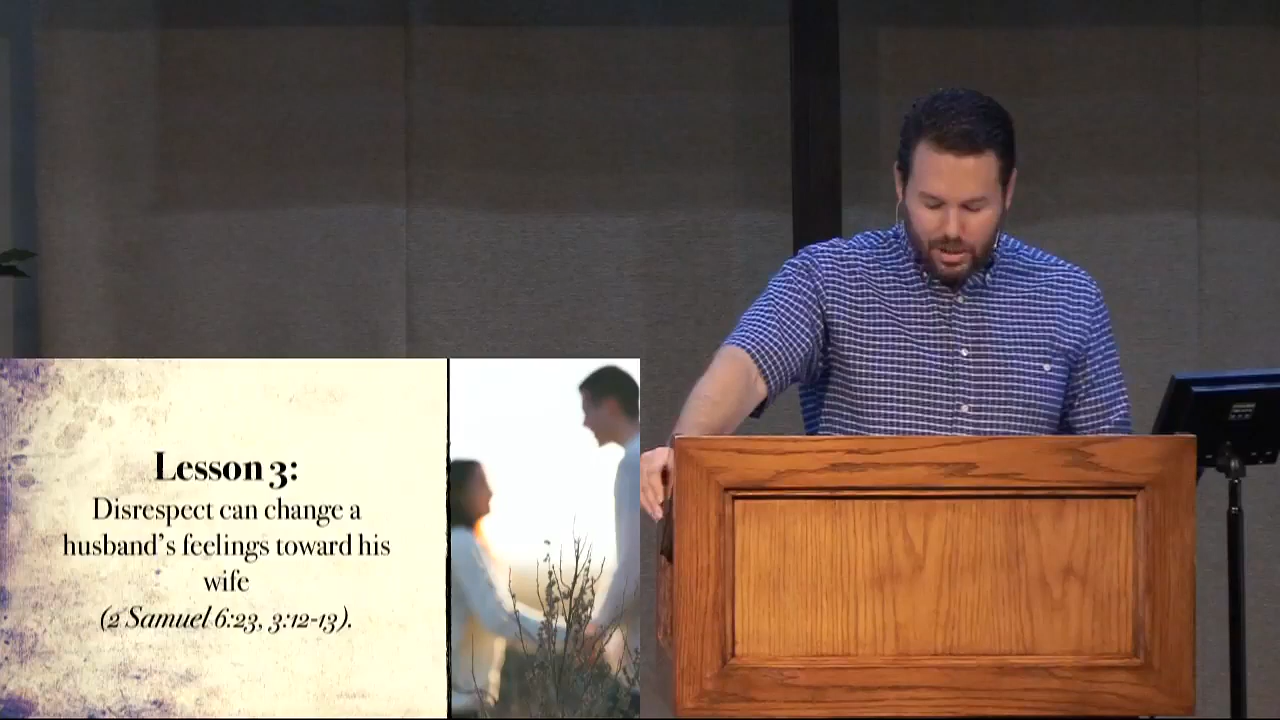 Lesson 3:
Disrespect can change a
husband's feelings toward his
wife
(2 Samuel 6:23, 3:12-13).